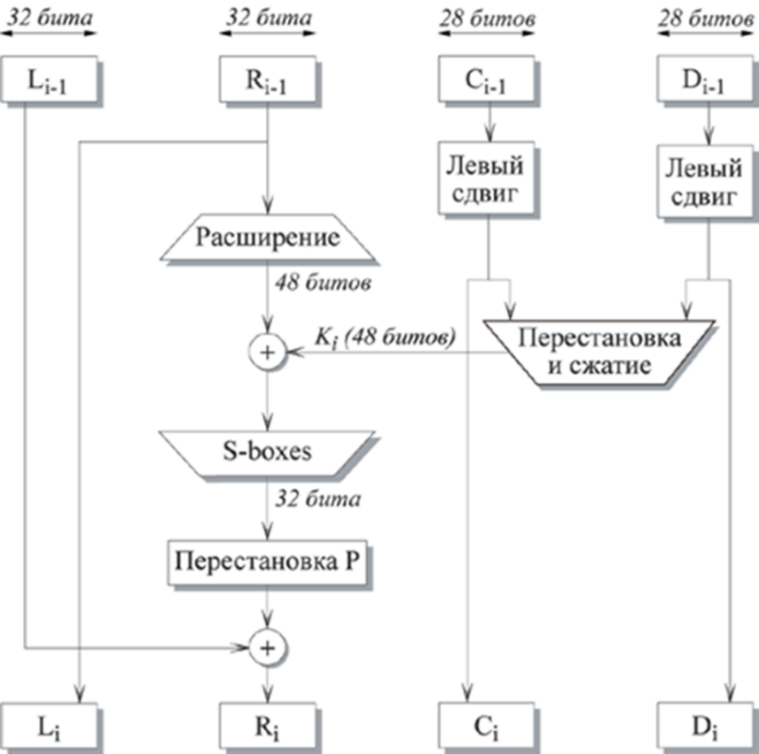 32 бита
32 бита
28 битов
28 битов
Li-1
Ri-1
Ci-1
Di-1
Левый
сдвиг
Левый
сдвиг
Расширение
48 битов
Ki (48 битов)
+
Перестановка
и сжатие
S-boxes
32 бита
Перестановка P
+
Li
Ri
Ci
Di